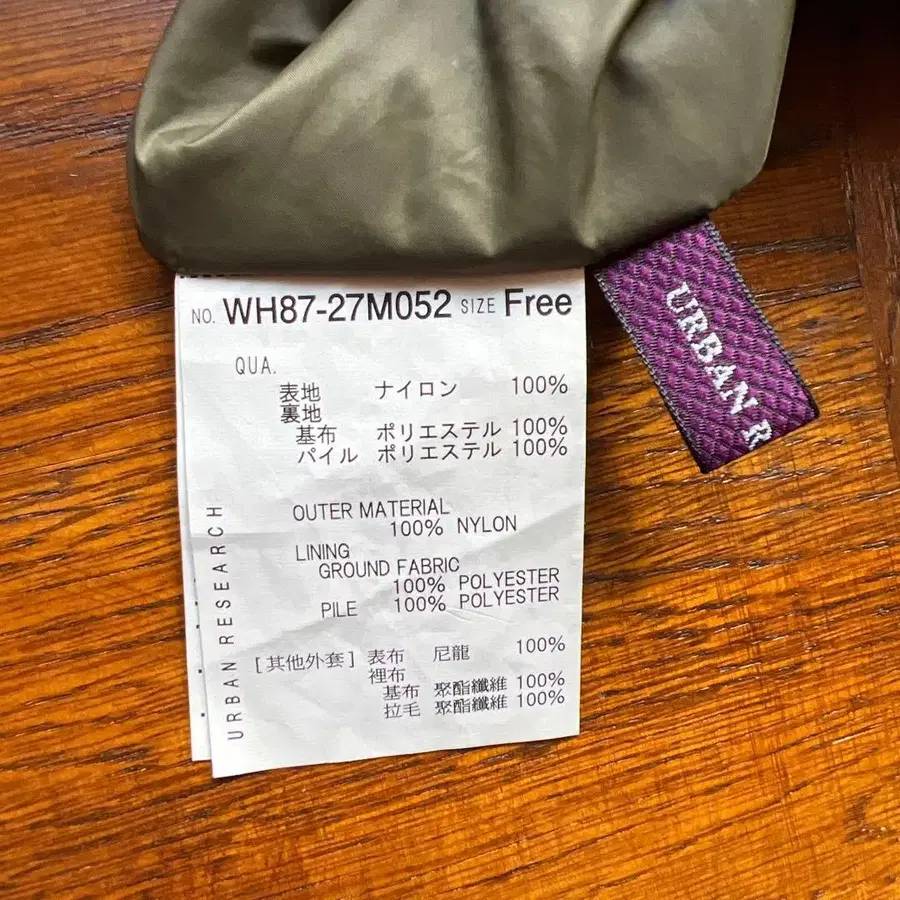 NO. WH87-27M052 SIZE Free
QUA.
表地 ナイロン 100%
裏地
基布 ポリエステル 100%
パイル ポリエステル 100%
OUTER MATERIAL
100% NYLON
LINING
GROUND FABRIC
100% POLYESTER
PILE 100% POLYESTER
[其他外套] 表布 尼龍 100%
裡布
基布 聚酯纖維 100%
拉毛 聚酯纖維 100%
URBAN RESEARCH
URBAN R